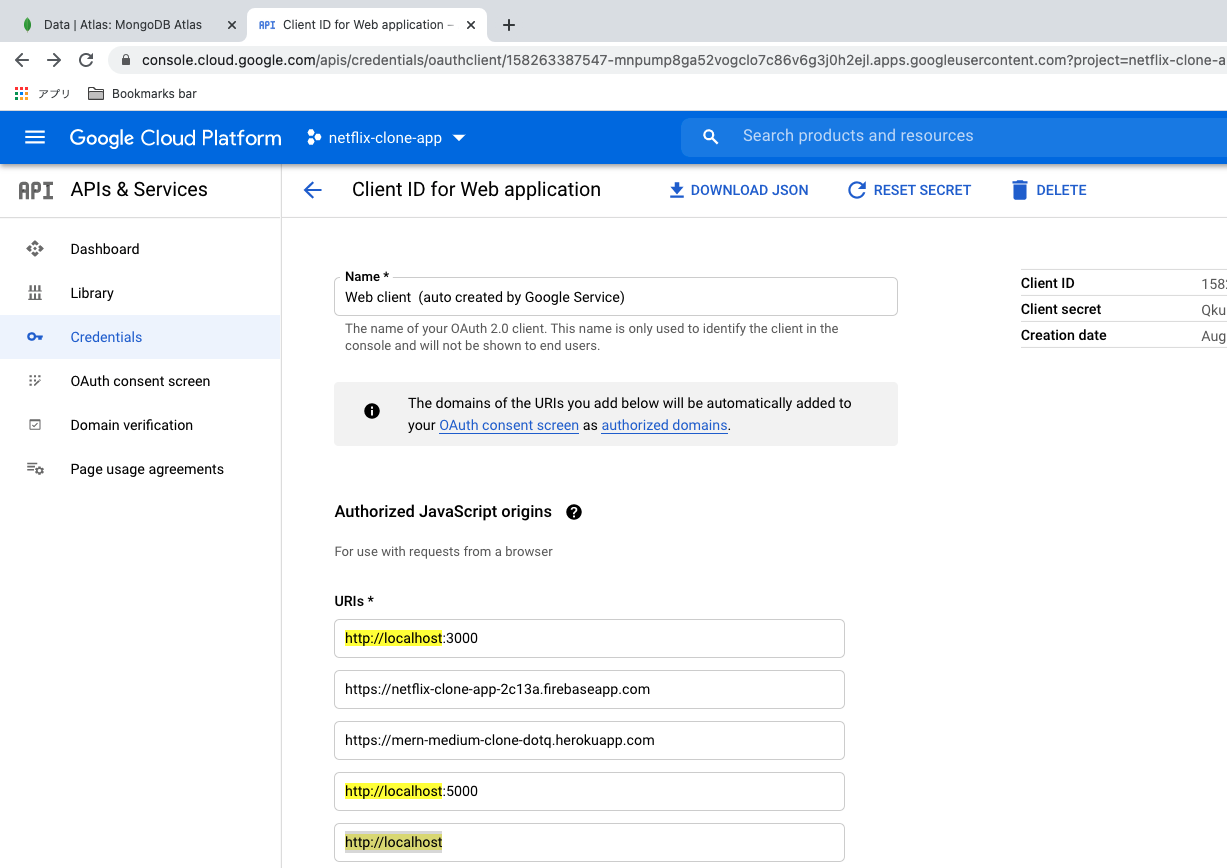 Data | Atlas: MongoDB Atlas
API Client ID for Web application –
console.cloud.google.com/apis/credentials/oauthclient/158263387547-mnpump8ga52vogclo7c86v6g3j0h2ejl.apps.googleusercontent.com?project=netflix-clone-a
アプリ Bookmarks bar
Google Cloud Platform netflix-clone-app Search products and resources
API APIs & Services
Client ID for Web application DOWNLOAD JSON RESET SECRET DELETE
Dashboard
Library
Credentials
OAuth consent screen
Domain verification
Page usage agreements
Name *
Web client (auto created by Google Service)
The name of your OAuth 2.0 client. This name is only used to identify the client in the
console and will not be shown to end users.
Client ID 158
Client secret Qku
Creation date Aug
The domains of the URIs you add below will be automatically added to
your OAuth consent screen as authorized domains.
Authorized JavaScript origins
For use with requests from a browser
URIs *
http://localhost:3000
https://netflix-clone-app-2c13a.firebaseapp.com
https://mern-medium-clone-dotq.herokuapp.com
http://localhost:5000
http://localhost